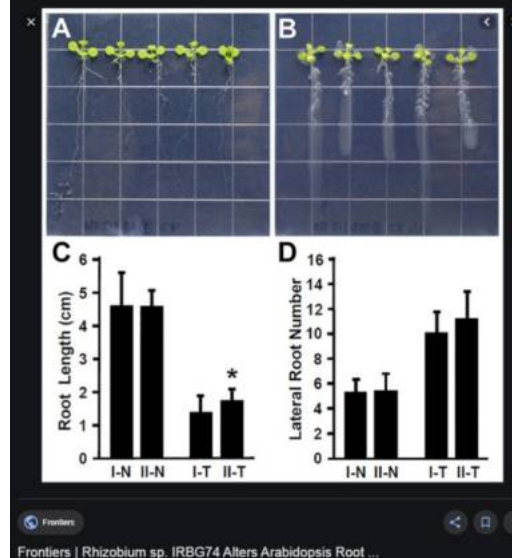 A
B
C
Root Length (cm)
6
5
4
3
2
1
0
*
I-N II-N I-T II-T
D
Lateral Root Number
16
14
12
10
8
6
4
2
0
I-N II-N I-T II-T
Frontiers
Frontiers | Rhizobium sp. IRBG74 Alters Arabidopsis Root ...